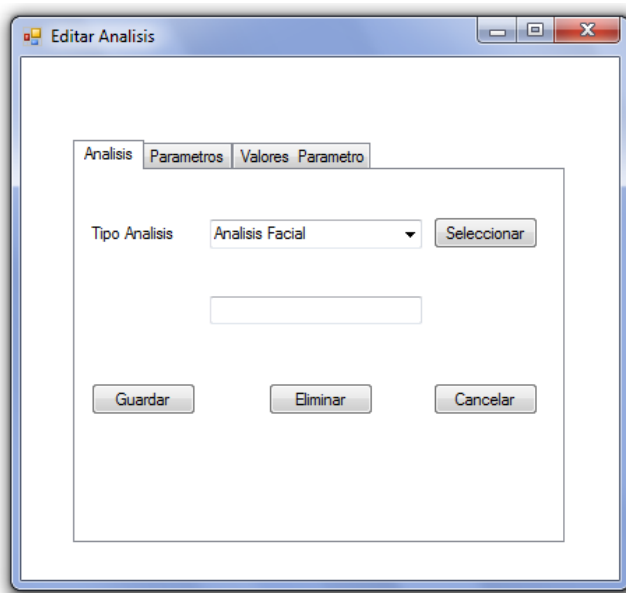 Editar Analisis
Analisis Parametros Valores Parametro
Tipo Analisis Analisis Facial Seleccionar
Guardar Eliminar Cancelar